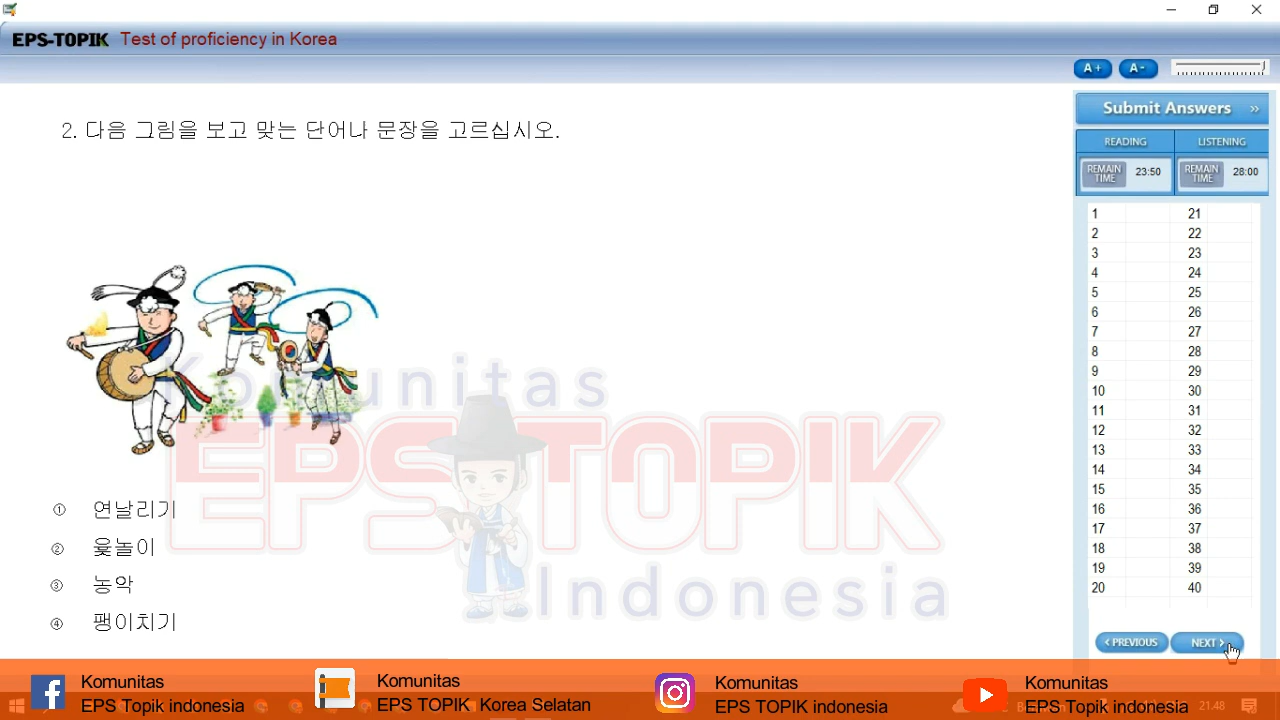 EPS-TOPIK Test of proficiency in Korea
A+ A-
2. 다음 그림을 보고 맞는 단어나 문장을 고르십시오.
Submit Answers »
READING LISTENING
REMAIN TIME 23:50 REMAIN TIME 28:00
1 21
2 22
3 23
4 24
5 25
6 26
7 27
8 28
9 29
10 30
11 31
12 32
13 33
14 34
15 35
16 36
17 37
18 38
19 39
20 40
Komunitas
EPS TOPIK
Indonesia
① 연날리기
② 윷놀이
③ 농악
④ 팽이치기
< PREVIOUS NEXT >
Komunitas
EPS Topik indonesia
Komunitas
EPS TOPIK Korea Selatan
Komunitas
EPS TOPIK indonesia
Komunitas
EPS Topik indonesia
21.48